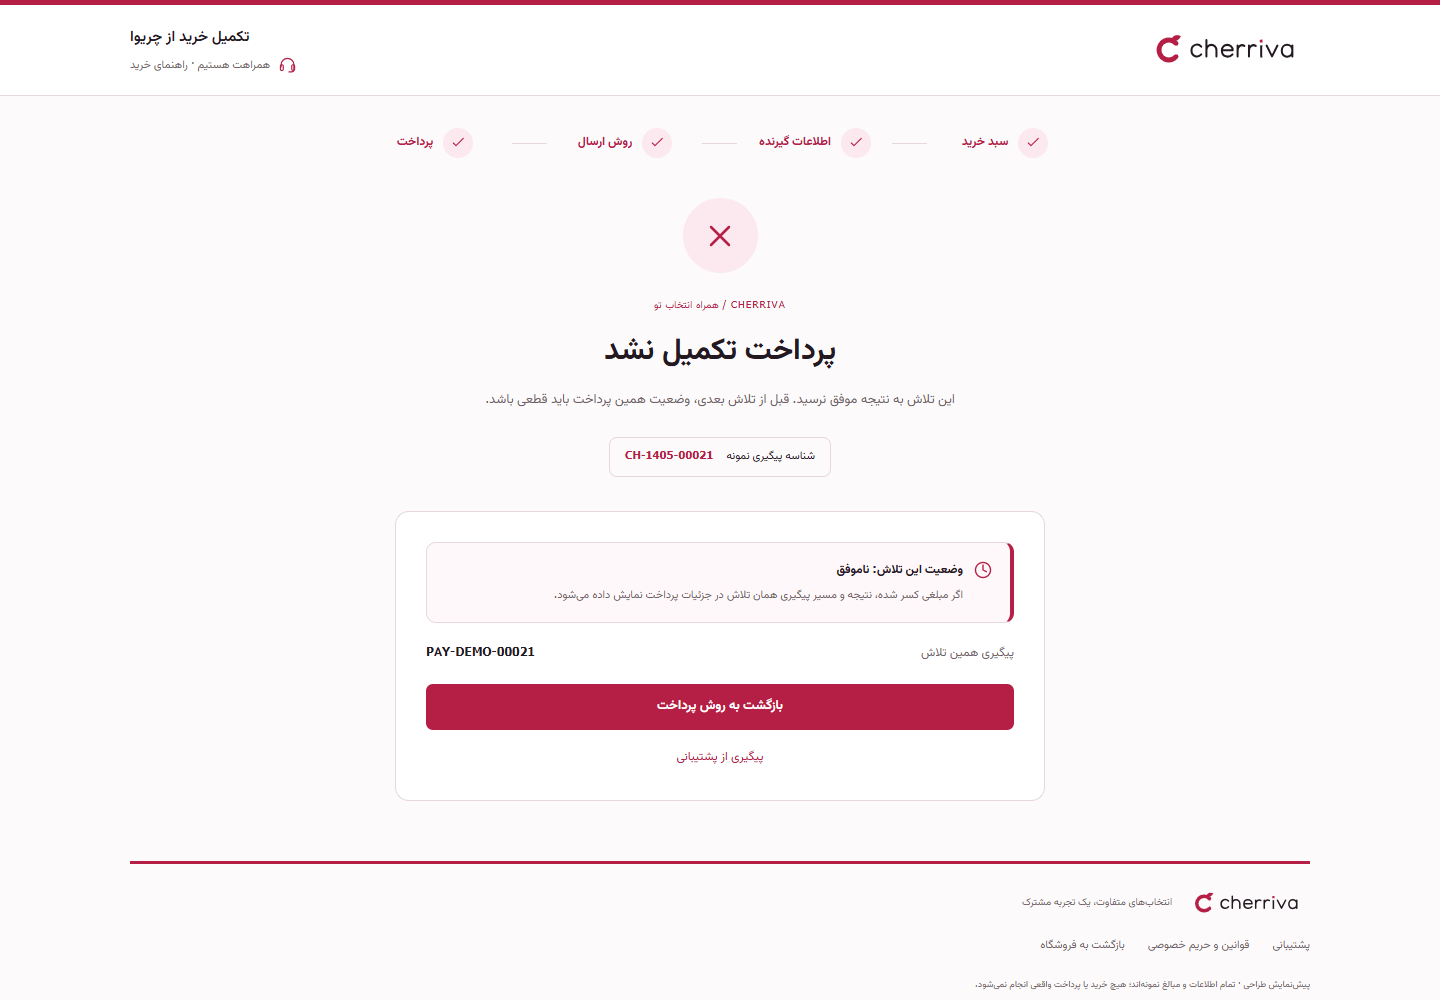 cherriva
تکمیل خرید از چریوا
همراهت هستیم · راهنمای خرید
سبد خرید
اطلاعات گیرنده
روش ارسال
پرداخت
CHERRIVA / همراه انتخاب تو
پرداخت تکمیل نشد
این تلاش به نتیجه موفق نرسید. قبل از تلاش بعدی، وضعیت همین پرداخت باید قطعی باشد.
شناسه پیگیری نمونه CH-1405-00021
وضعیت این تلاش: ناموفق
اگر مبلغی کسر شده، نتیجه و مسیر پیگیری همان تلاش در جزئیات پرداخت نمایش داده می‌شود.
پیگیری همین تلاش PAY-DEMO-00021
بازگشت به روش پرداخت
پیگیری از پشتیبانی
cherriva انتخاب‌های متفاوت، یک تجربه مشترک
پشتیبانی قوانین و حریم خصوصی بازگشت به فروشگاه
پیش‌نمایش طراحی · تمام اطلاعات و مبالغ نمونه‌اند؛ هیچ خرید یا پرداخت واقعی انجام نمی‌شود.